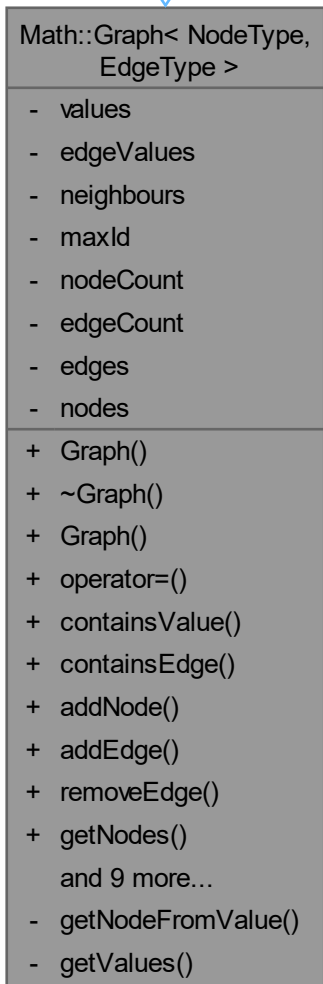 Math::Graph< NodeType,
EdgeType >
- values
- edgeValues
- neighbours
- maxId
- nodeCount
- edgeCount
- edges
- nodes
+ Graph()
+ ~Graph()
+ Graph()
+ operator=()
+ containsValue()
+ containsEdge()
+ addNode()
+ addEdge()
+ removeEdge()
+ getNodes()
and 9 more...
- getNodeFromValue()
- getValues()